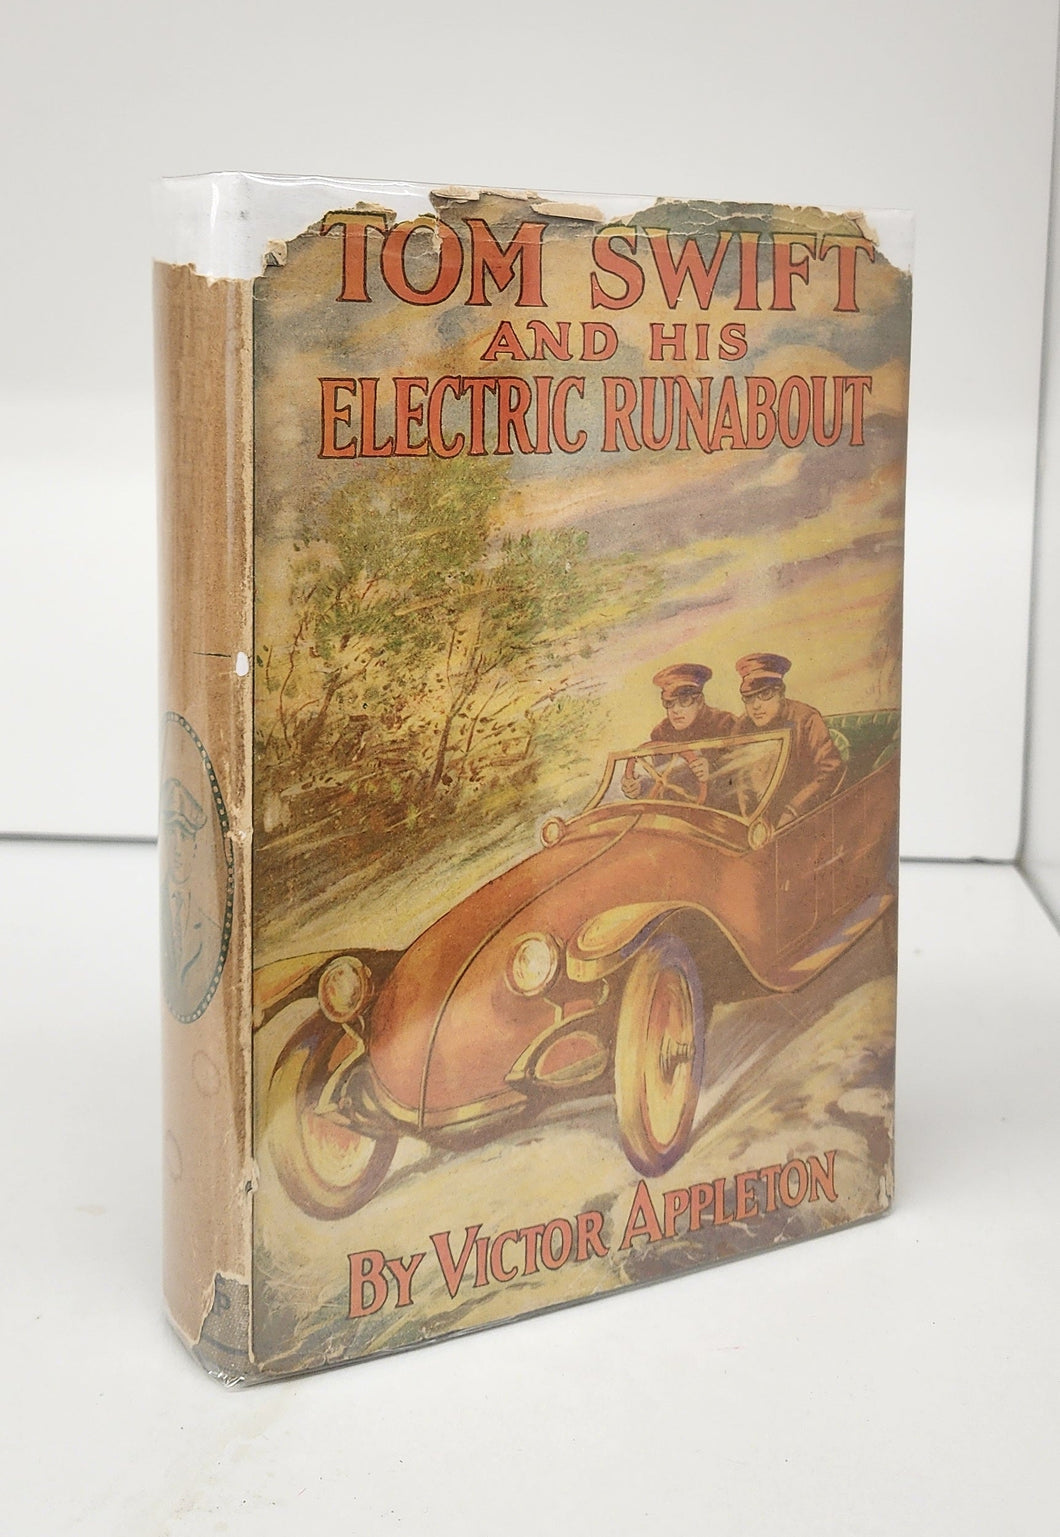 TOM SWIFT
AND HIS
ELECTRIC RUNABOUT
BY VICTOR APPLETON
P